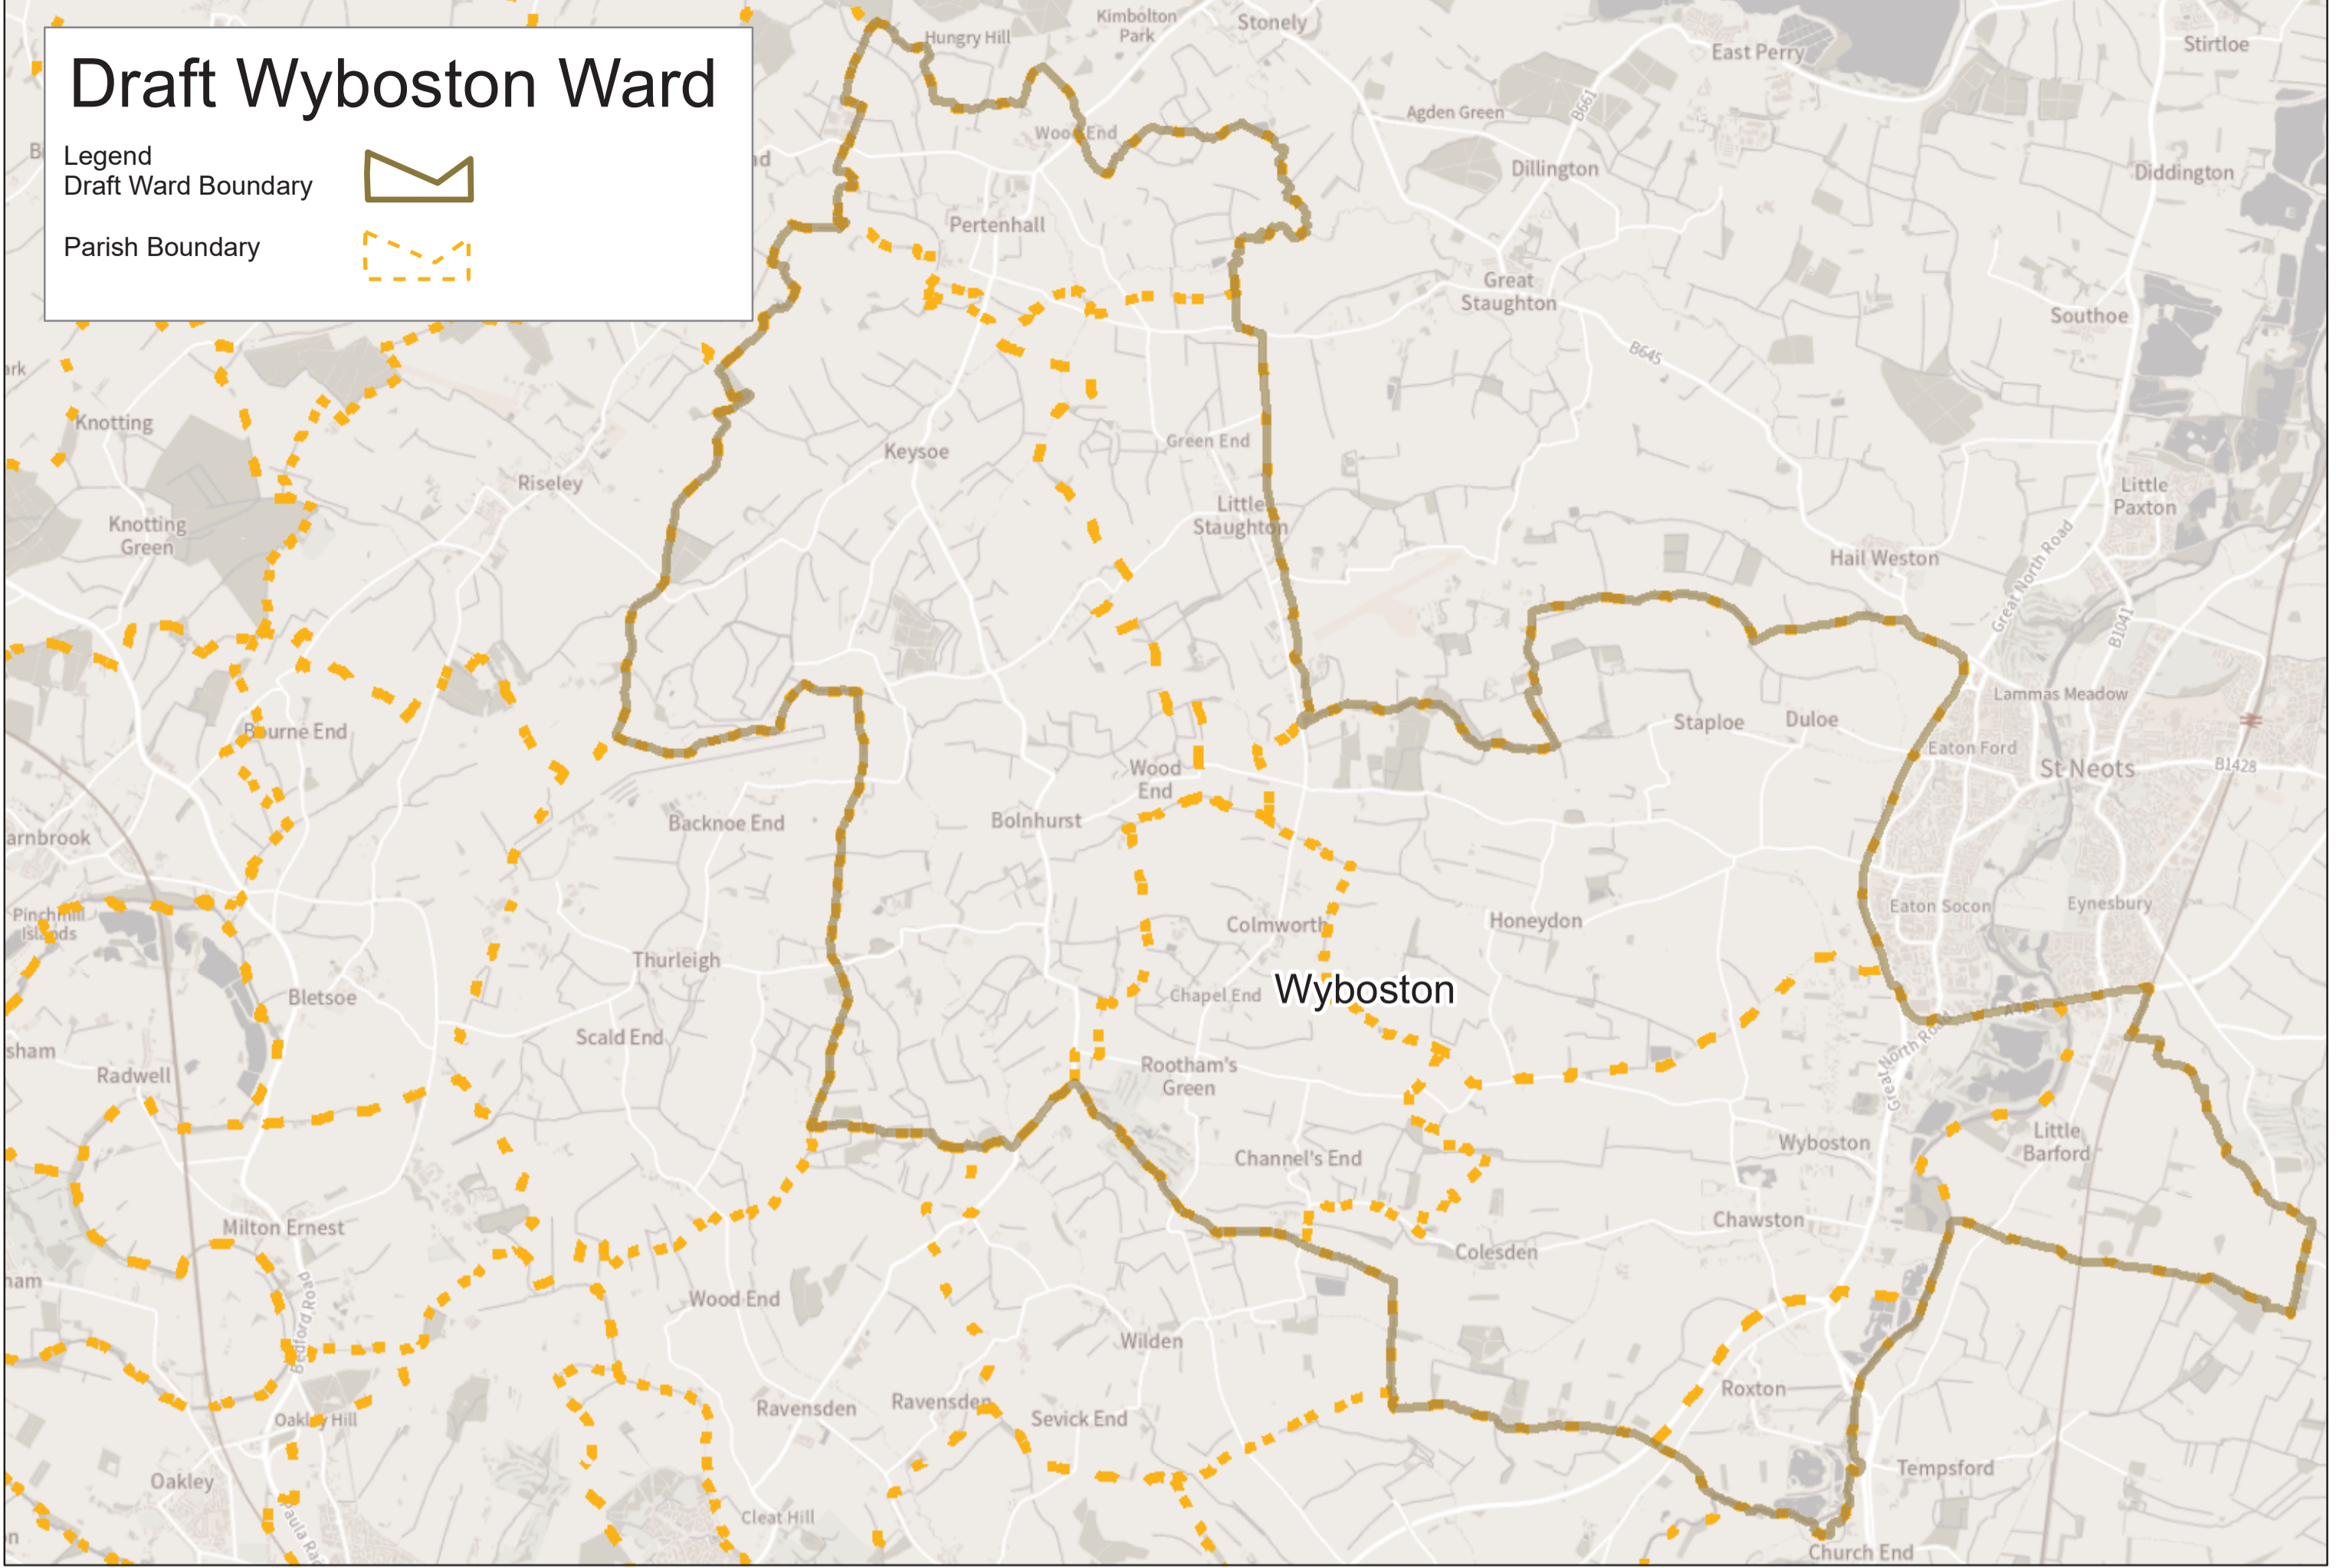 Draft Wyboston Ward
Legend
Draft Ward Boundary
Parish Boundary
Hungry Hill
Kimbolton
Park
Stonely
East Perry
Stirtloe
Agden Green
B661
Wood End
Dillington
Diddington
Pertenhall
Great
Staughton
Southoe
B645
Knotting
Keysoe
Green End
Riseley
Little
Staughton
Little
Paxton
Knotting
Green
Hail Weston
Great North Road
B1041
Lammas Meadow
Bourne End
Staploe
Duloe
Eaton Ford
St Neots
B1428
Wood
End
Backnoe End
Bolnhurst
arnbrook
Pinchmill
Islands
Colmworth
Honeydon
Eaton Socon
Eynesbury
Thurleigh
Bletsoe
Chapel End
Wyboston
Scald End
sham
Radwell
Rootham's
Green
Great North Road
Wyboston
Little
Barford
Channel's End
Milton Ernest
Chawston
Colesden
ham
Bedford Road
Wood End
Wilden
Roxton
Ravensden
Ravensden
Sevick End
Oakley Hill
Oakley
Tempsford
Cleat Hill
Church End